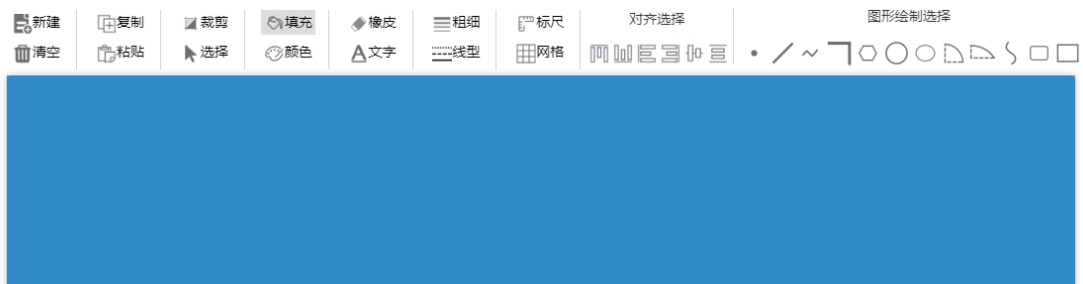 新建 复制 裁剪 填充 橡皮 粗细 标尺 对齐选择 图形绘制选择
清空 粘贴 选择 颜色 A文字 线型 网格